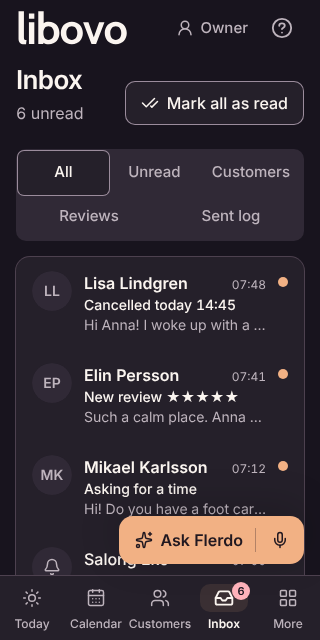 libovo
Owner
Inbox
6 unread
Mark all as read
All
Unread
Customers
Reviews
Sent log
LL
Lisa Lindgren
07:48
Cancelled today 14:45
Hi Anna! I woke up with a ...
EP
Elin Persson
07:41
New review ★★★★★
Such a calm place. Anna ...
MK
Mikael Karlsson
07:12
Asking for a time
Hi! Do you have a foot car...
Ask Flerdo
Salong
Today
Calendar
Customers
6
Inbox
More